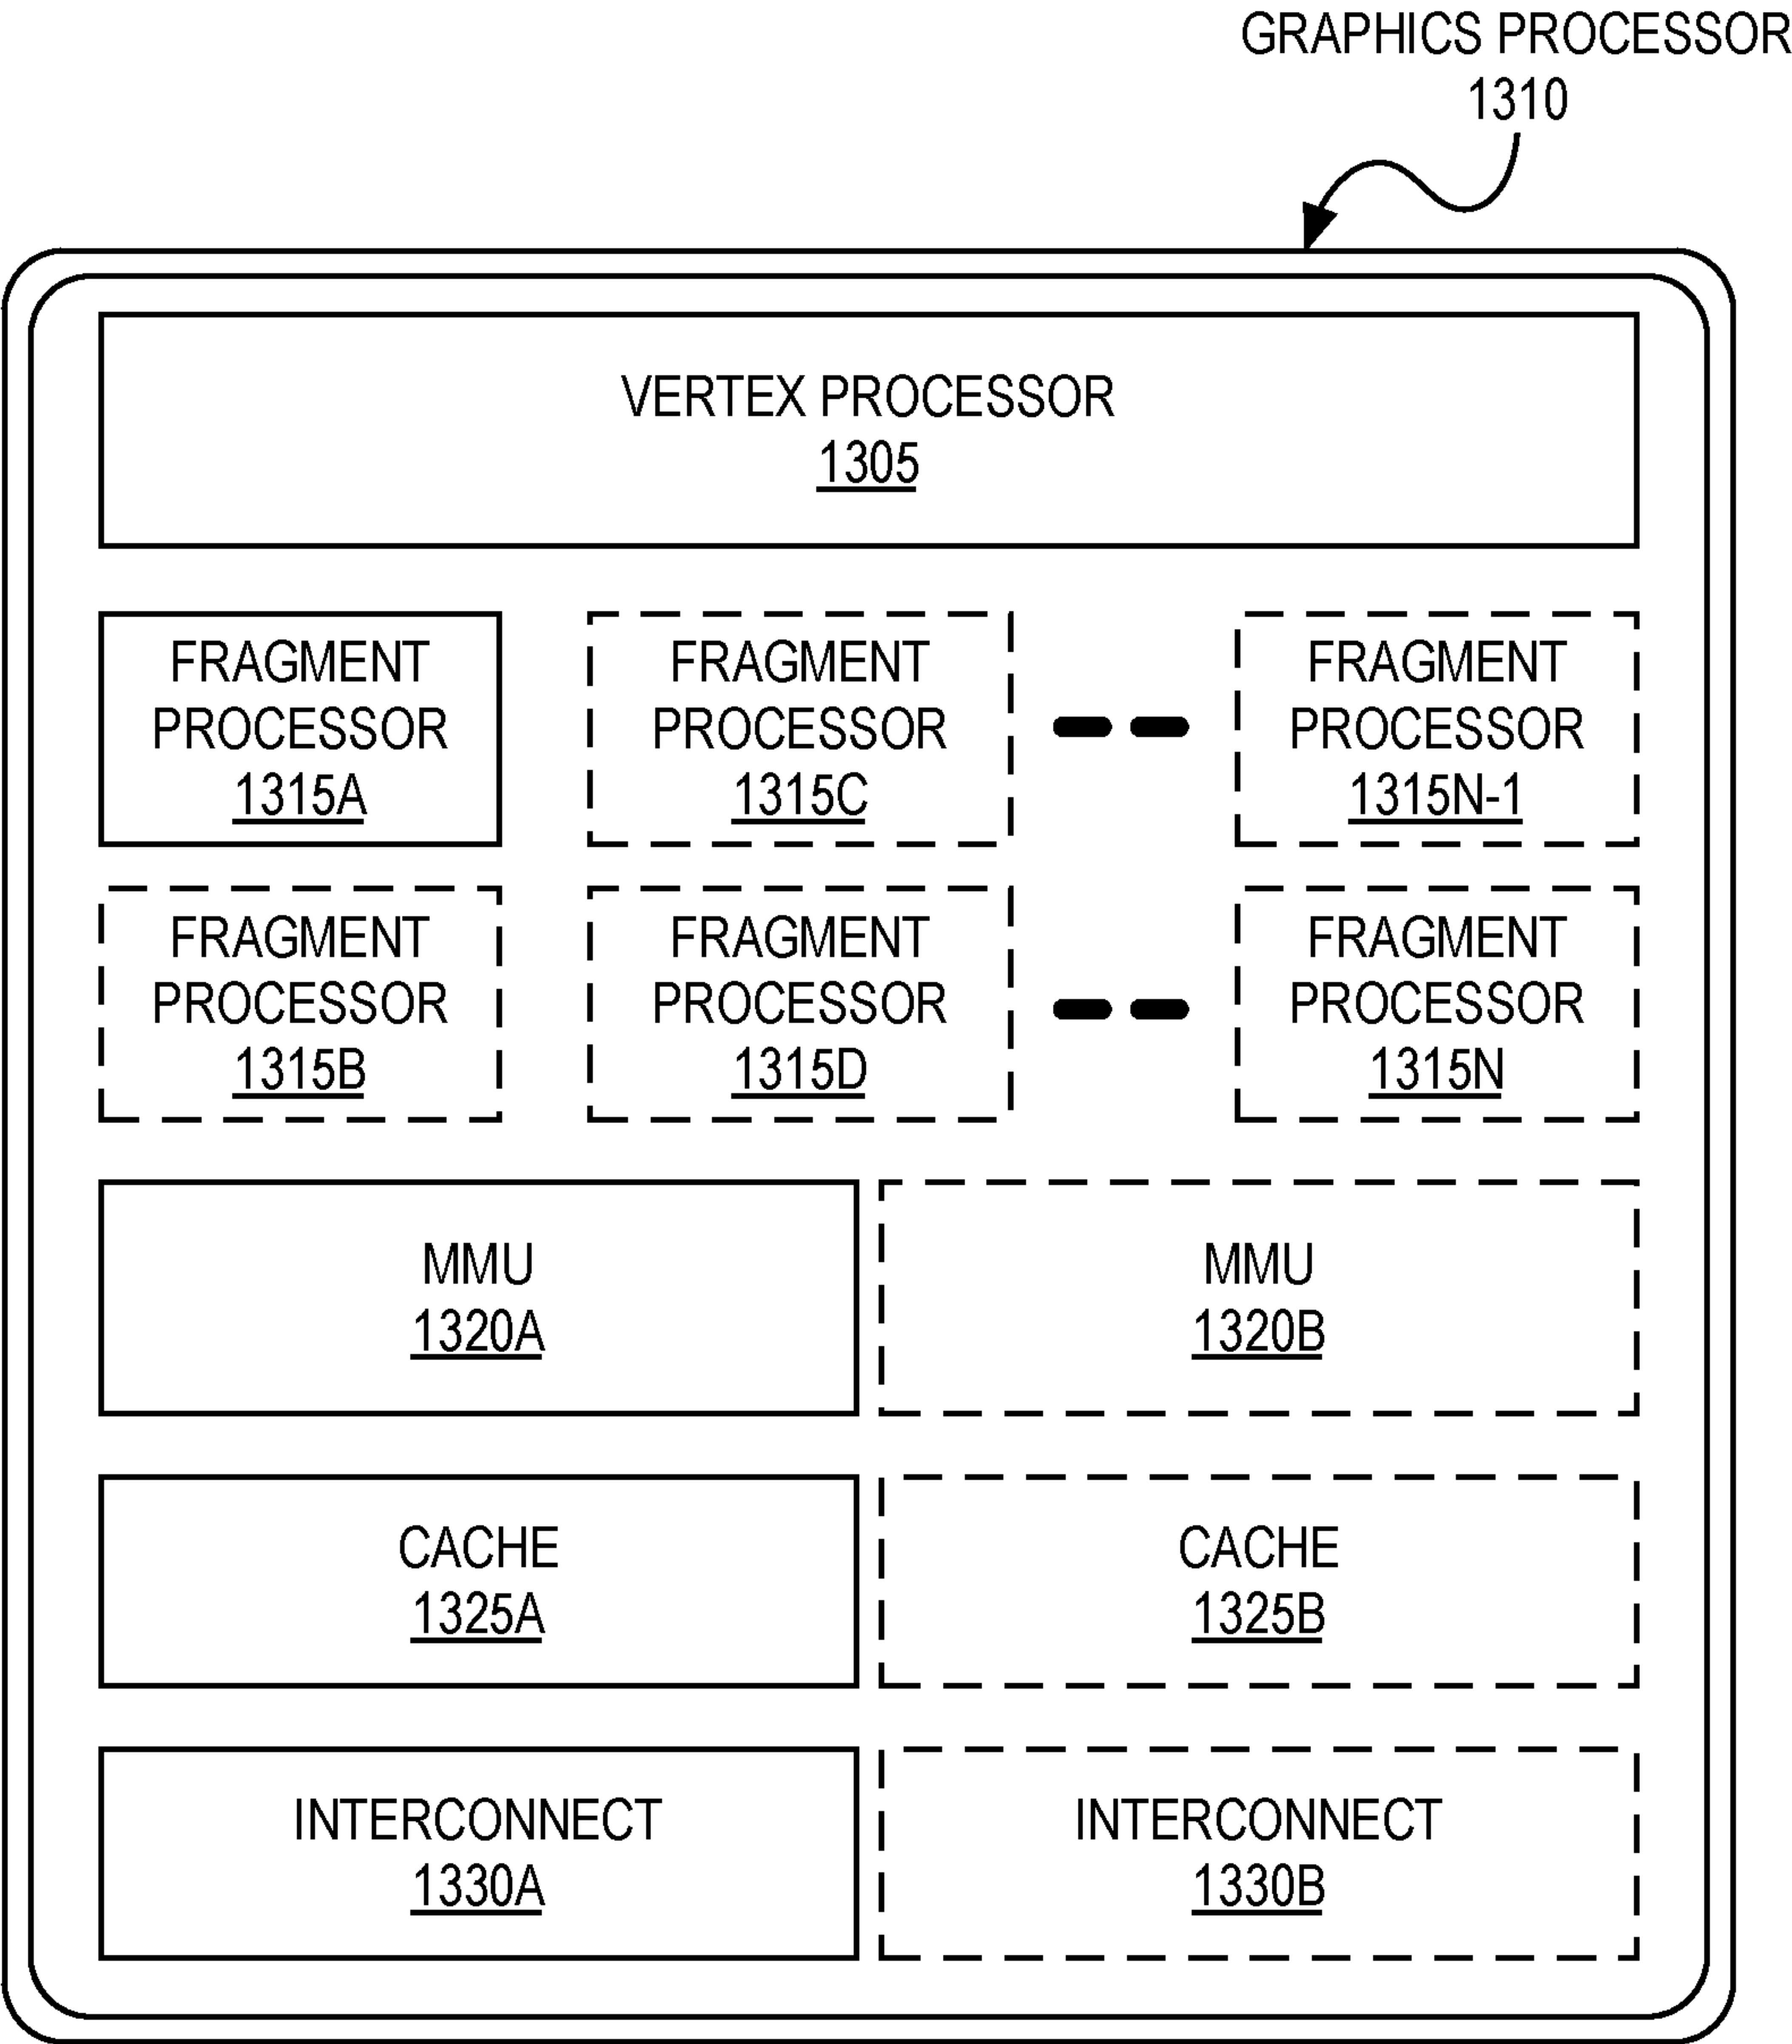 GRAPHICS PROCESSOR
1310
VERTEX PROCESSOR
1305
FRAGMENT
PROCESSOR
1315A
FRAGMENT
PROCESSOR
1315C
FRAGMENT
PROCESSOR
1315N-1
FRAGMENT
PROCESSOR
1315B
FRAGMENT
PROCESSOR
1315D
FRAGMENT
PROCESSOR
1315N
MMU
1320A
MMU
1320B
CACHE
1325A
CACHE
1325B
INTERCONNECT
1330A
INTERCONNECT
1330B